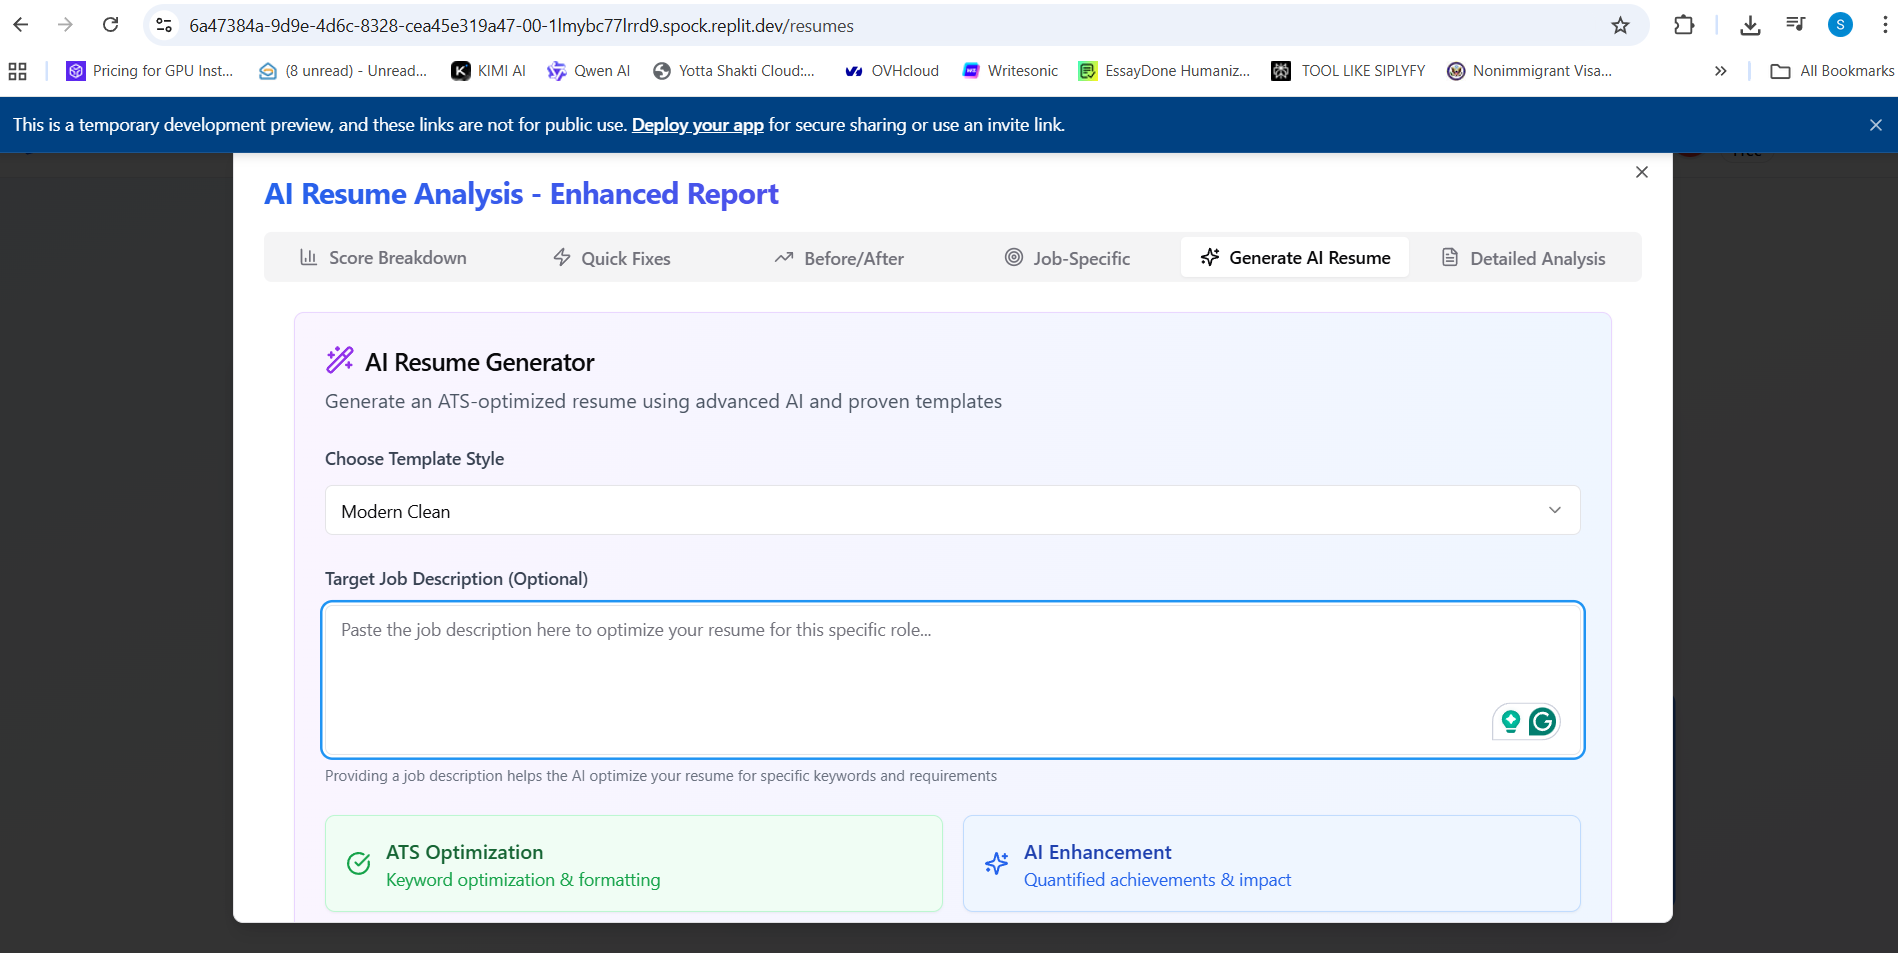 6a47384a-9d9e-4d6c-8328-cea45e319a47-00-1lmybc77lrrd9.spock.replit.dev/resumes
S
Pricing for GPU Inst... (8 unread) - Unread... KIMI AI Qwen AI Yotta Shakti Cloud:... OVHcloud Writesonic EssayDone Humaniz... TOOL LIKE SIPLYFY Nonimmigrant Visa... » All Bookmarks
This is a temporary development preview, and these links are not for public use. Deploy your app for secure sharing or use an invite link.
AI Resume Analysis - Enhanced Report
Score Breakdown Quick Fixes Before/After Job-Specific Generate AI Resume Detailed Analysis
AI Resume Generator
Generate an ATS-optimized resume using advanced AI and proven templates
Choose Template Style
Modern Clean
Target Job Description (Optional)
Paste the job description here to optimize your resume for this specific role...
Providing a job description helps the AI optimize your resume for specific keywords and requirements
ATS Optimization
Keyword optimization & formatting
AI Enhancement
Quantified achievements & impact